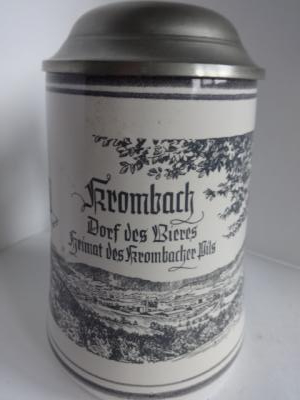 Krombach
Dorf des Bieres
Heimat des Krombacher Pils